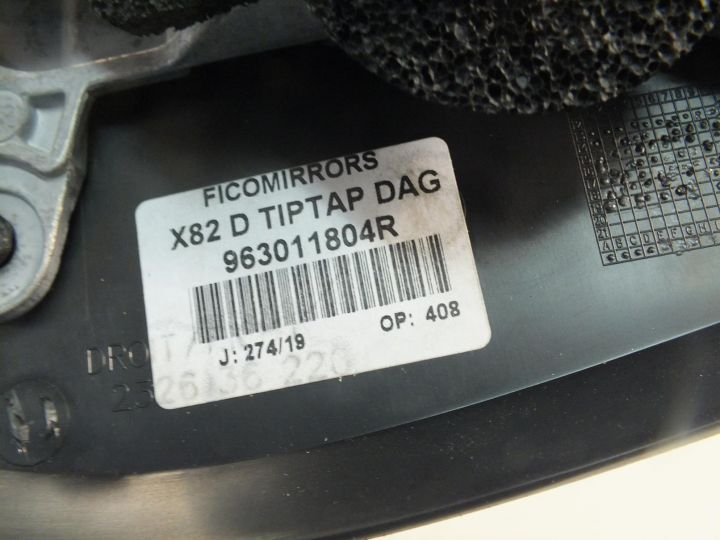 FICOMIRRORS
X82 D TIPTAP DAG
963011804R
J: 274/19 OP: 408